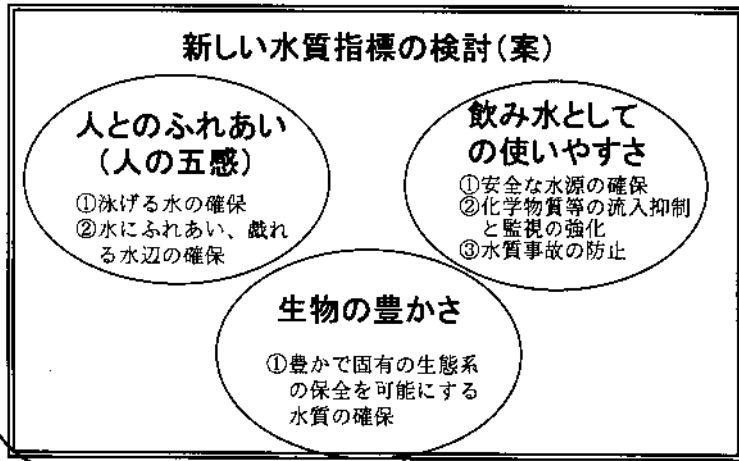 新しい水質指標の検討(案)
人とのふれあい
(人の五感)
①泳げる水の確保
②水にふれあい、戯れ
る水辺の確保
飲み水として
の使いやすさ
①安全な水源の確保
②化学物質等の流入抑制
と監視の強化
③水質事故の防止
生物の豊かさ
①豊かで固有の生態系
の保全を可能にする
水質の確保